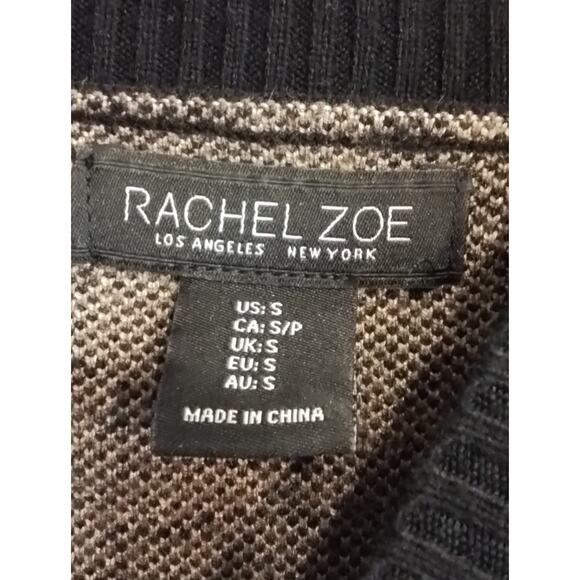 RACHEL ZOE
LOS ANGELES NEW YORK
US: S
CA: S/P
UK: S
EU: S
AU: S
MADE IN CHINA